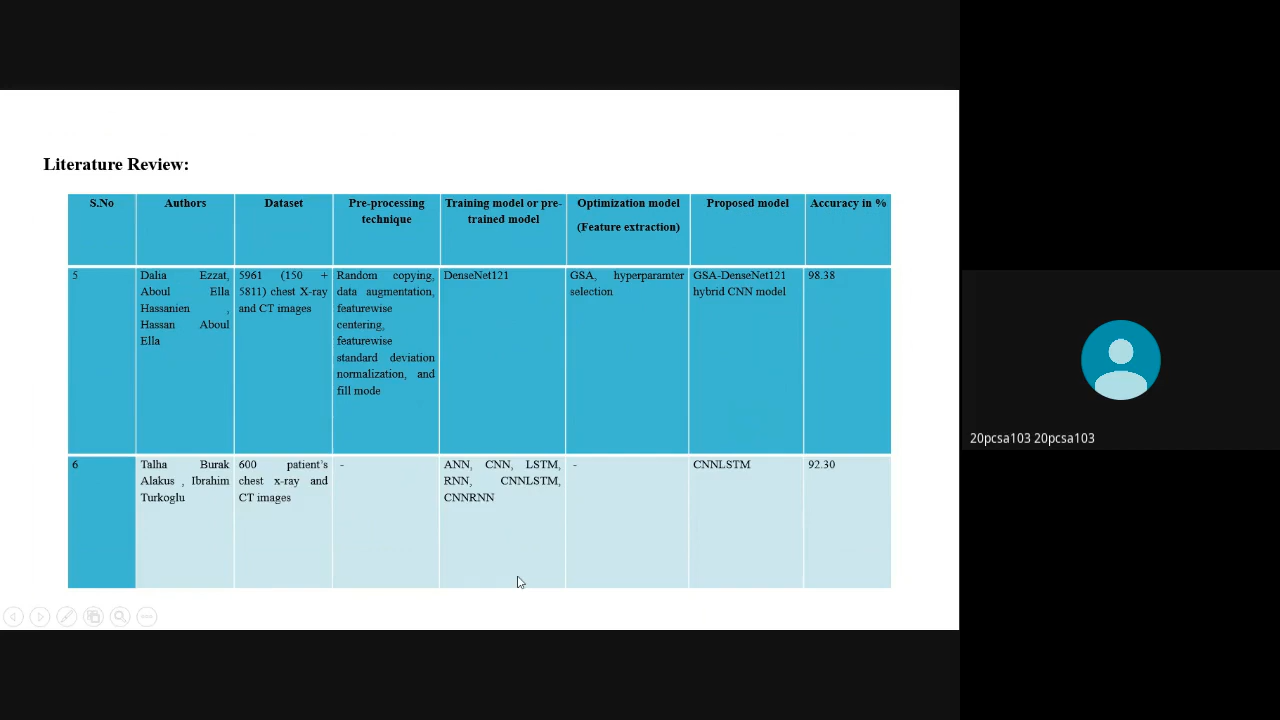 Literature Review:
S.No
Authors
Dataset
Pre-processing
technique
Training model or pre-
trained model
Optimization model
(Feature extraction)
Proposed model
Accuracy in %
5
Dalia Ezzat,
Aboul Ella
Hassanien ,
Hassan Aboul
Ella
5961 (150 +
5811) chest X-ray
and CT images
Random copying,
data augmentation,
featurewise
centering,
featurewise
standard deviation
normalization, and
fill mode
DenseNet121
GSA, hyperparamter
selection
GSA-DenseNet121
hybrid CNN model
98.38
6
Talha Burak
Alakus , Ibrahim
Turkoglu
600 patient's
chest x-ray and
CT images
-
ANN, CNN, LSTM,
RNN, CNNLSTM,
CNNRNN
-
CNNLSTM
92.30
20pcsa103 20pcsa103